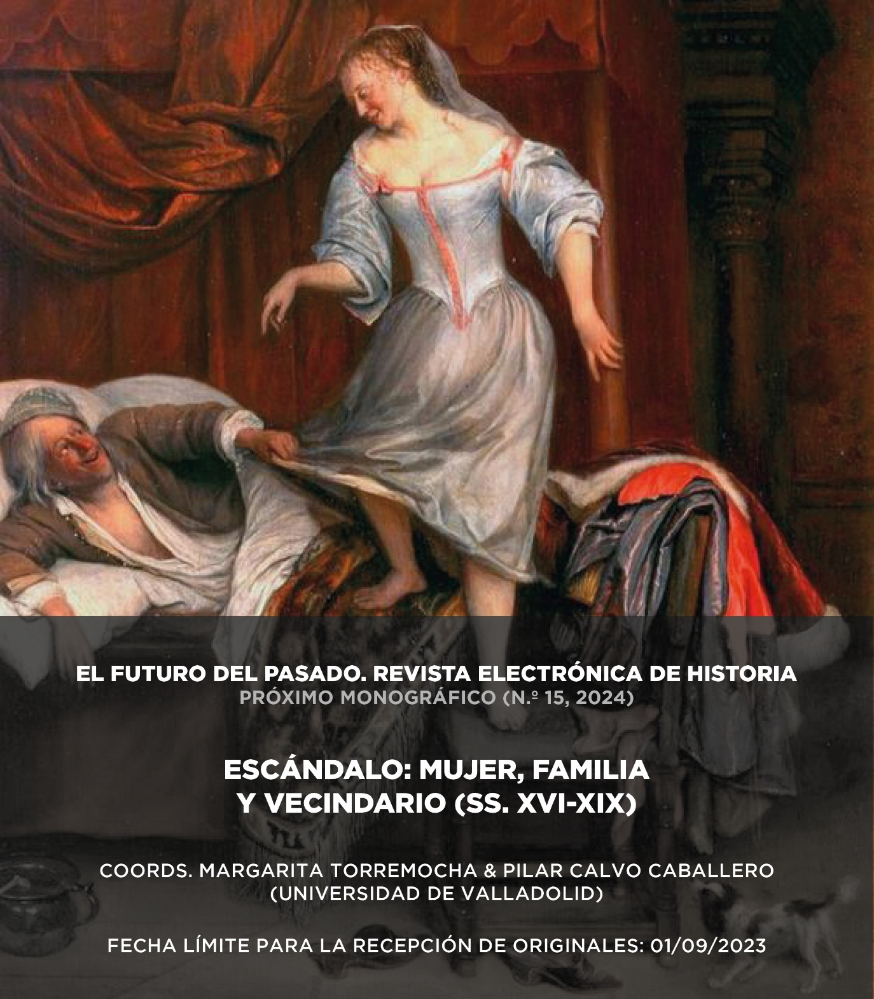 EL FUTURO DEL PASADO. REVISTA ELECTRÓNICA DE HISTORIA
PRÓXIMO MONOGRÁFICO (N.º 15, 2024)
ESCÁNDALO: MUJER, FAMILIA
Y VECINDARIO (SS. XVI-XIX)
COORDS. MARGARITA TORREMOCHA & PILAR CALVO CABALLERO
(UNIVERSIDAD DE VALLADOLID)
FECHA LÍMITE PARA LA RECEPCIÓN DE ORIGINALES: 01/09/2023